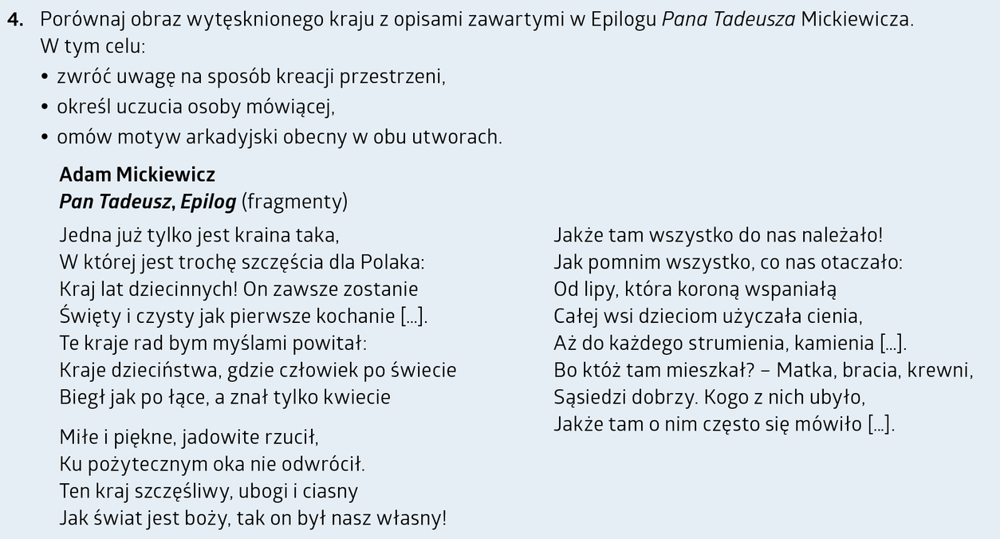 4. Porównaj obraz wytęsknionego kraju z opisami zawartymi w Epilogu Pana Tadeusza Mickiewicza.
W tym celu:
• zwróć uwagę na sposób kreacji przestrzeni,
• określ uczucia osoby mówiącej,
• omów motyw arkadyjski obecny w obu utworach.
Adam Mickiewicz
Pan Tadeusz, Epilog (fragmenty)
Jedna już tylko jest kraina taka,
W której jest trochę szczęścia dla Polaka:
Kraj lat dziecinnych! On zawsze zostanie
Święty i czysty jak pierwsze kochanie [...].
Te kraje rad bym myślami powitał:
Kraje dzieciństwa, gdzie człowiek po świecie
Biegł jak po łące, a znał tylko kwiecie
Miłe i piękne, jadowite rzucił,
Ku pożytecznym oka nie odwrócił.
Ten kraj szczęśliwy, ubogi i ciasny
Jak świat jest boży, tak on był nasz własny!
Jakże tam wszystko do nas należało!
Jak pomnim wszystko, co nas otaczało:
Od lipy, która koroną wspaniałą
Całej wsi dzieciom użyczała cienia,
Aż do każdego strumienia, kamienia [...].
Bo któż tam mieszkał? – Matka, bracia, krewni,
Sąsiedzi dobrzy. Kogo z nich ubyło,
Jakże tam o nim często się mówiło [...].